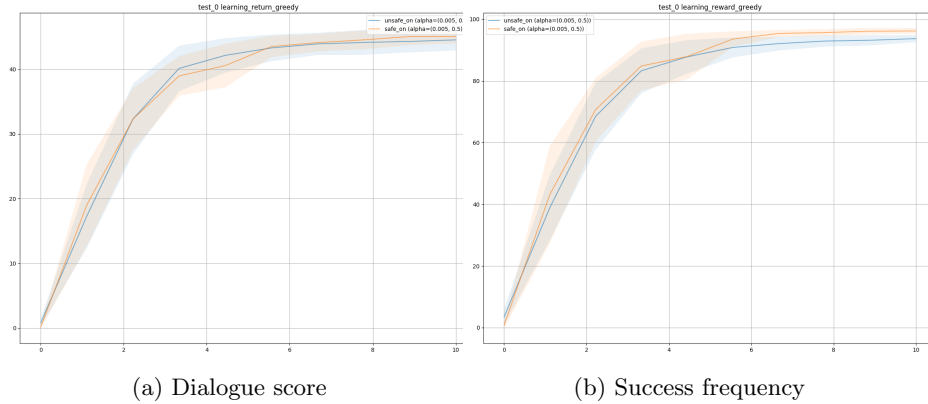 test_0 learning_return_greedy
unsafe_on (alpha=(0.005, 0.
safe_on (alpha=(0.005, 0.5)
40
30
20
10
0
0 2 4 6 8 10
(a) Dialogue score
test_0 learning_reward_greedy
unsafe_on (alpha=(0.005, 0.5))
safe_on (alpha=(0.005, 0.5))
100
80
60
40
20
0
0 2 4 6 8 10
(b) Success frequency